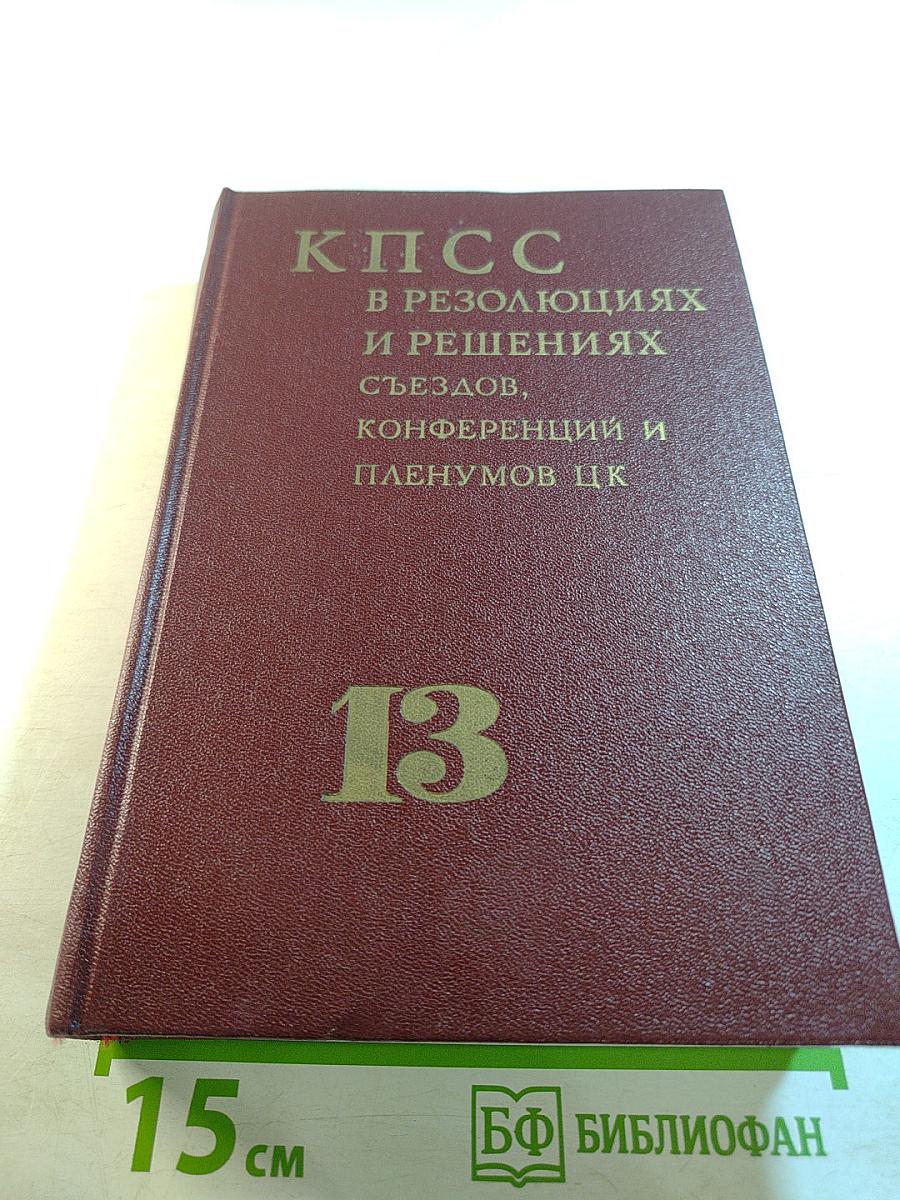 КПСС
В РЕЗОЛЮЦИЯХ
И РЕШЕНИЯХ
СЪЕЗДОВ,
КОНФЕРЕНЦИЙ И
ПЛЕНУМОВ ЦК
13
15 см
БФ БИБЛИОФАН